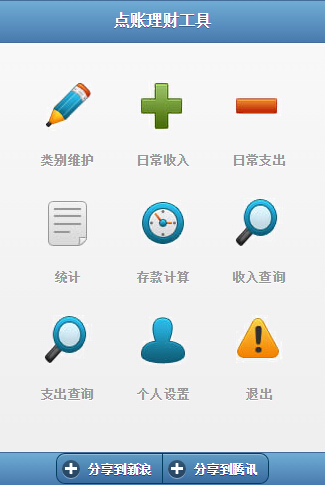 点账理财工具
类别维护 日常收入 日常支出
统计 存款计算 收入查询
支出查询 个人设置 退出
分享到新浪 分享到腾讯